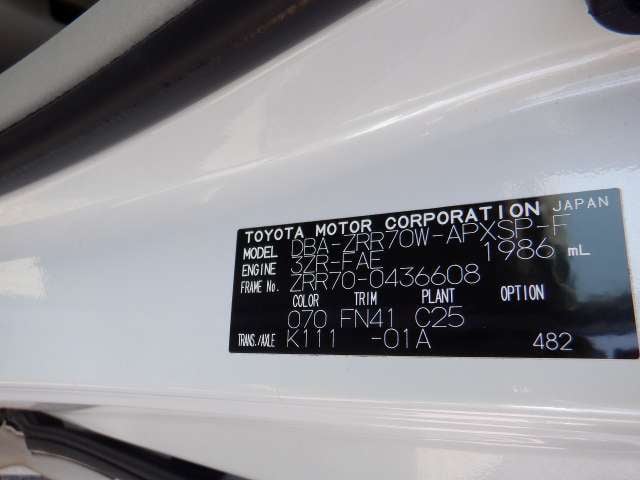 TOYOTA MOTOR CORPORATION JAPAN
MODEL DBA-ZRR70W-APXSP-F
ENGINE 3ZR-FAE 1986 mL
FRAME No. ZRR70-0436608
COLOR TRIM PLANT OPTION
070 FN41 C25
TRANS./AXLE K111 -01A 482